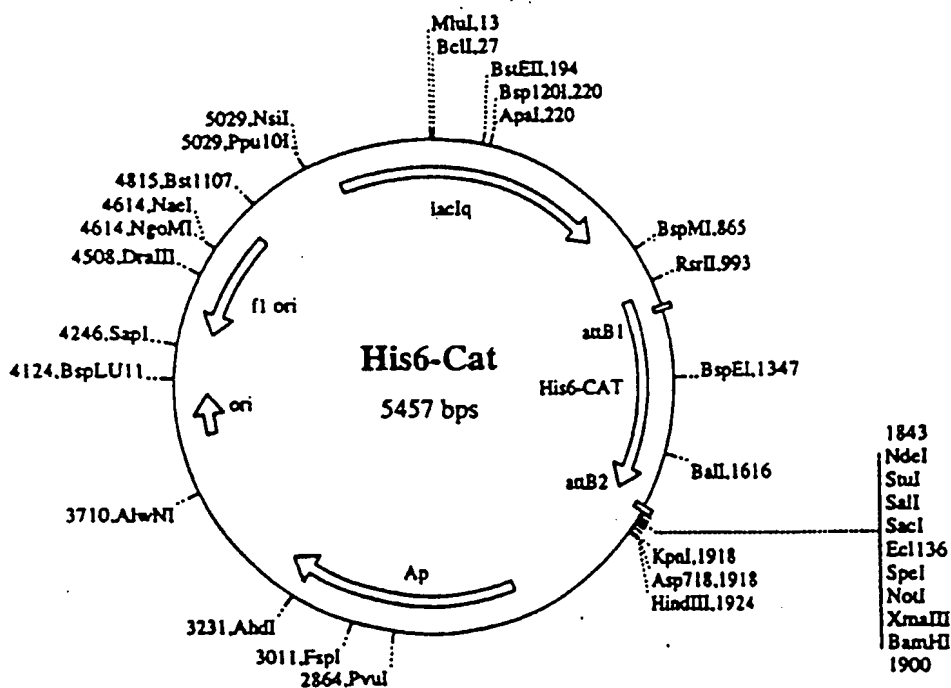 MluI,13
BclI,27
BstEII,194
Bsp120I,220
ApaI,220
5029,NsiI
5029,Ppu10I
4815,Bst1107
4614,NaeI
4614,NgoMI
4508,DraIII
lacIq
BspMI,865
RsrII,993
f1 ori
attB1
4246,SapI
4124,BspLU11
His6-Cat
5457 bps
His6-CAT
BspEI,1347
ori
attB2
BalI,1616
1843
NdeI
StuI
SalI
SacI
Ecl136
SpeI
NotI
XmaIII
BamHI
1900
3710,AlwNI
KpnI,1918
Asp718,1918
HindIII,1924
Ap
3231,AhdI
3011,FspI
2864,PvuI